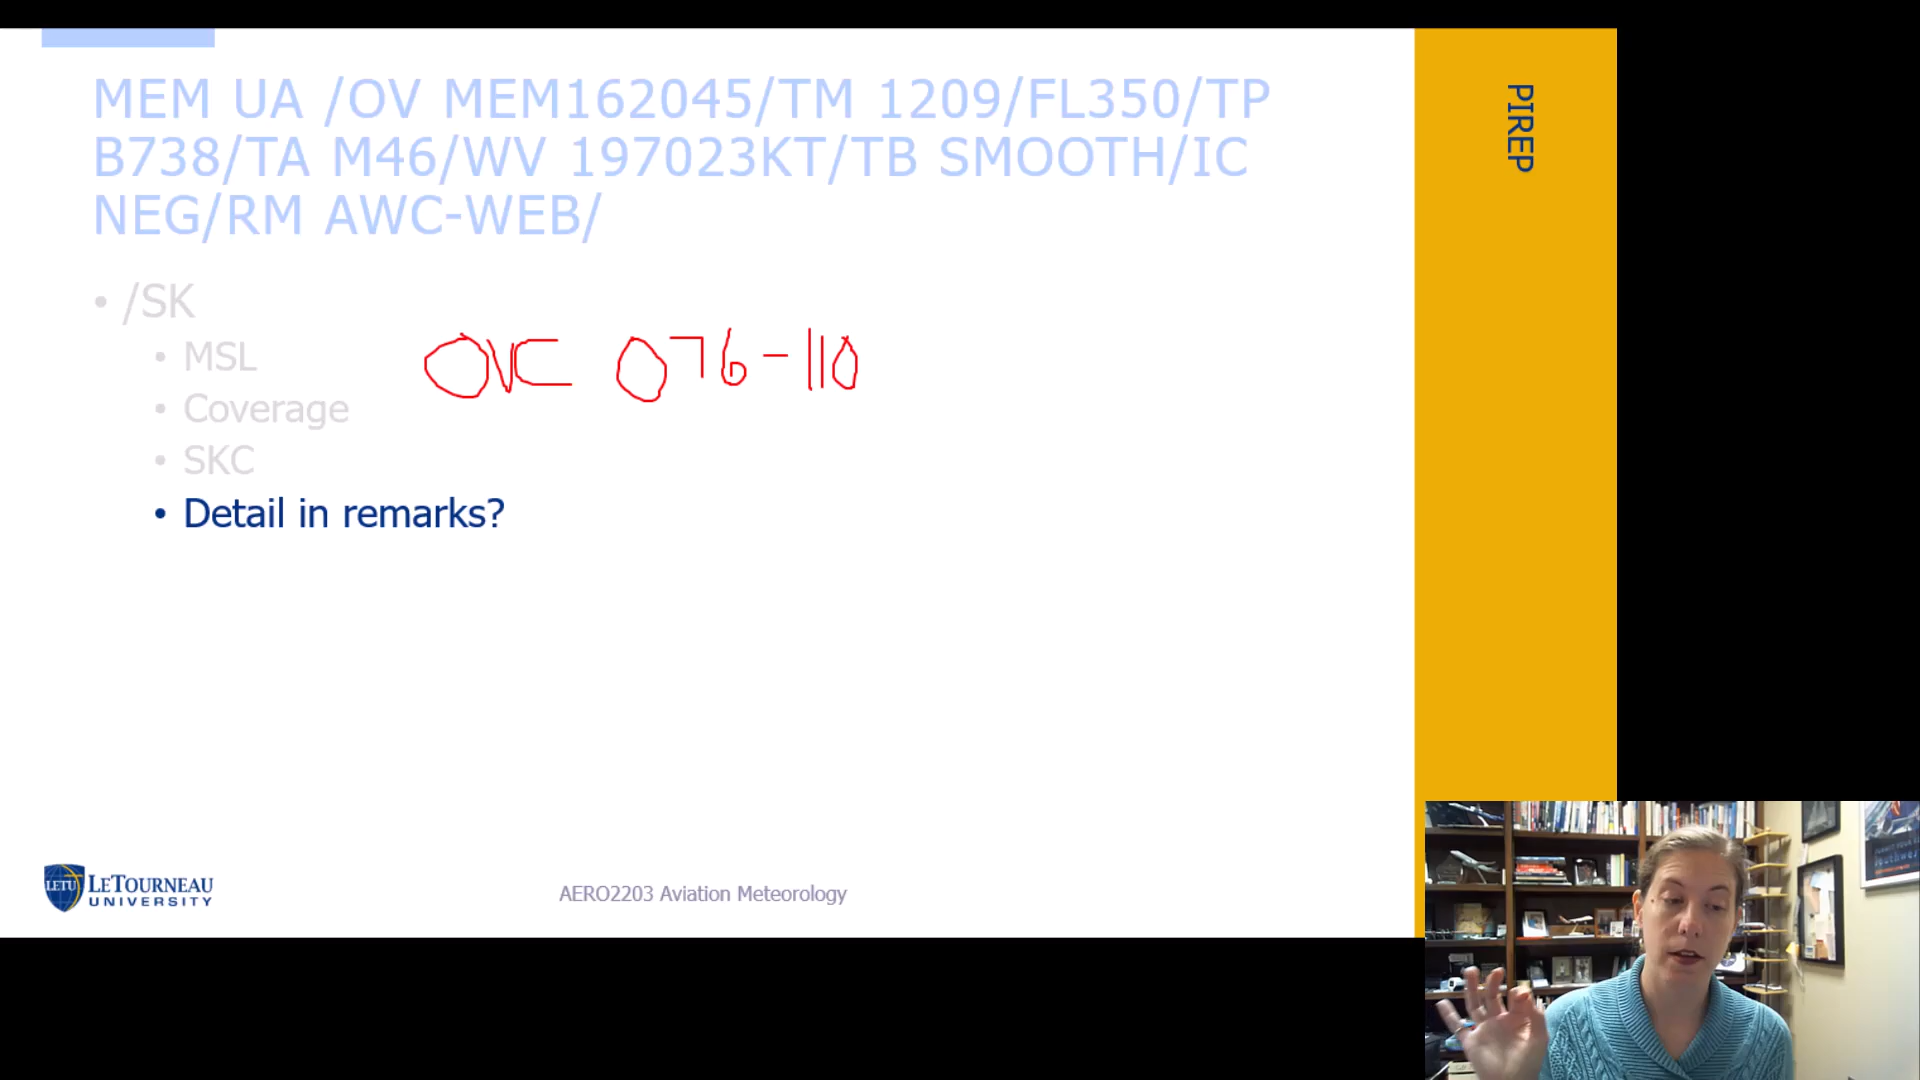 MEM UA /OV MEM162045/TM 1209/FL350/TP
B738/TA M46/WV 197023KT/TB SMOOTH/IC
NEG/RM AWC-WEB/
PIREP
• /SK
• MSL
OVC 076-110
• Coverage
• SKC
• Detail in remarks?
LETU
LETOURNEAU
UNIVERSITY
AERO2203 Aviation Meteorology